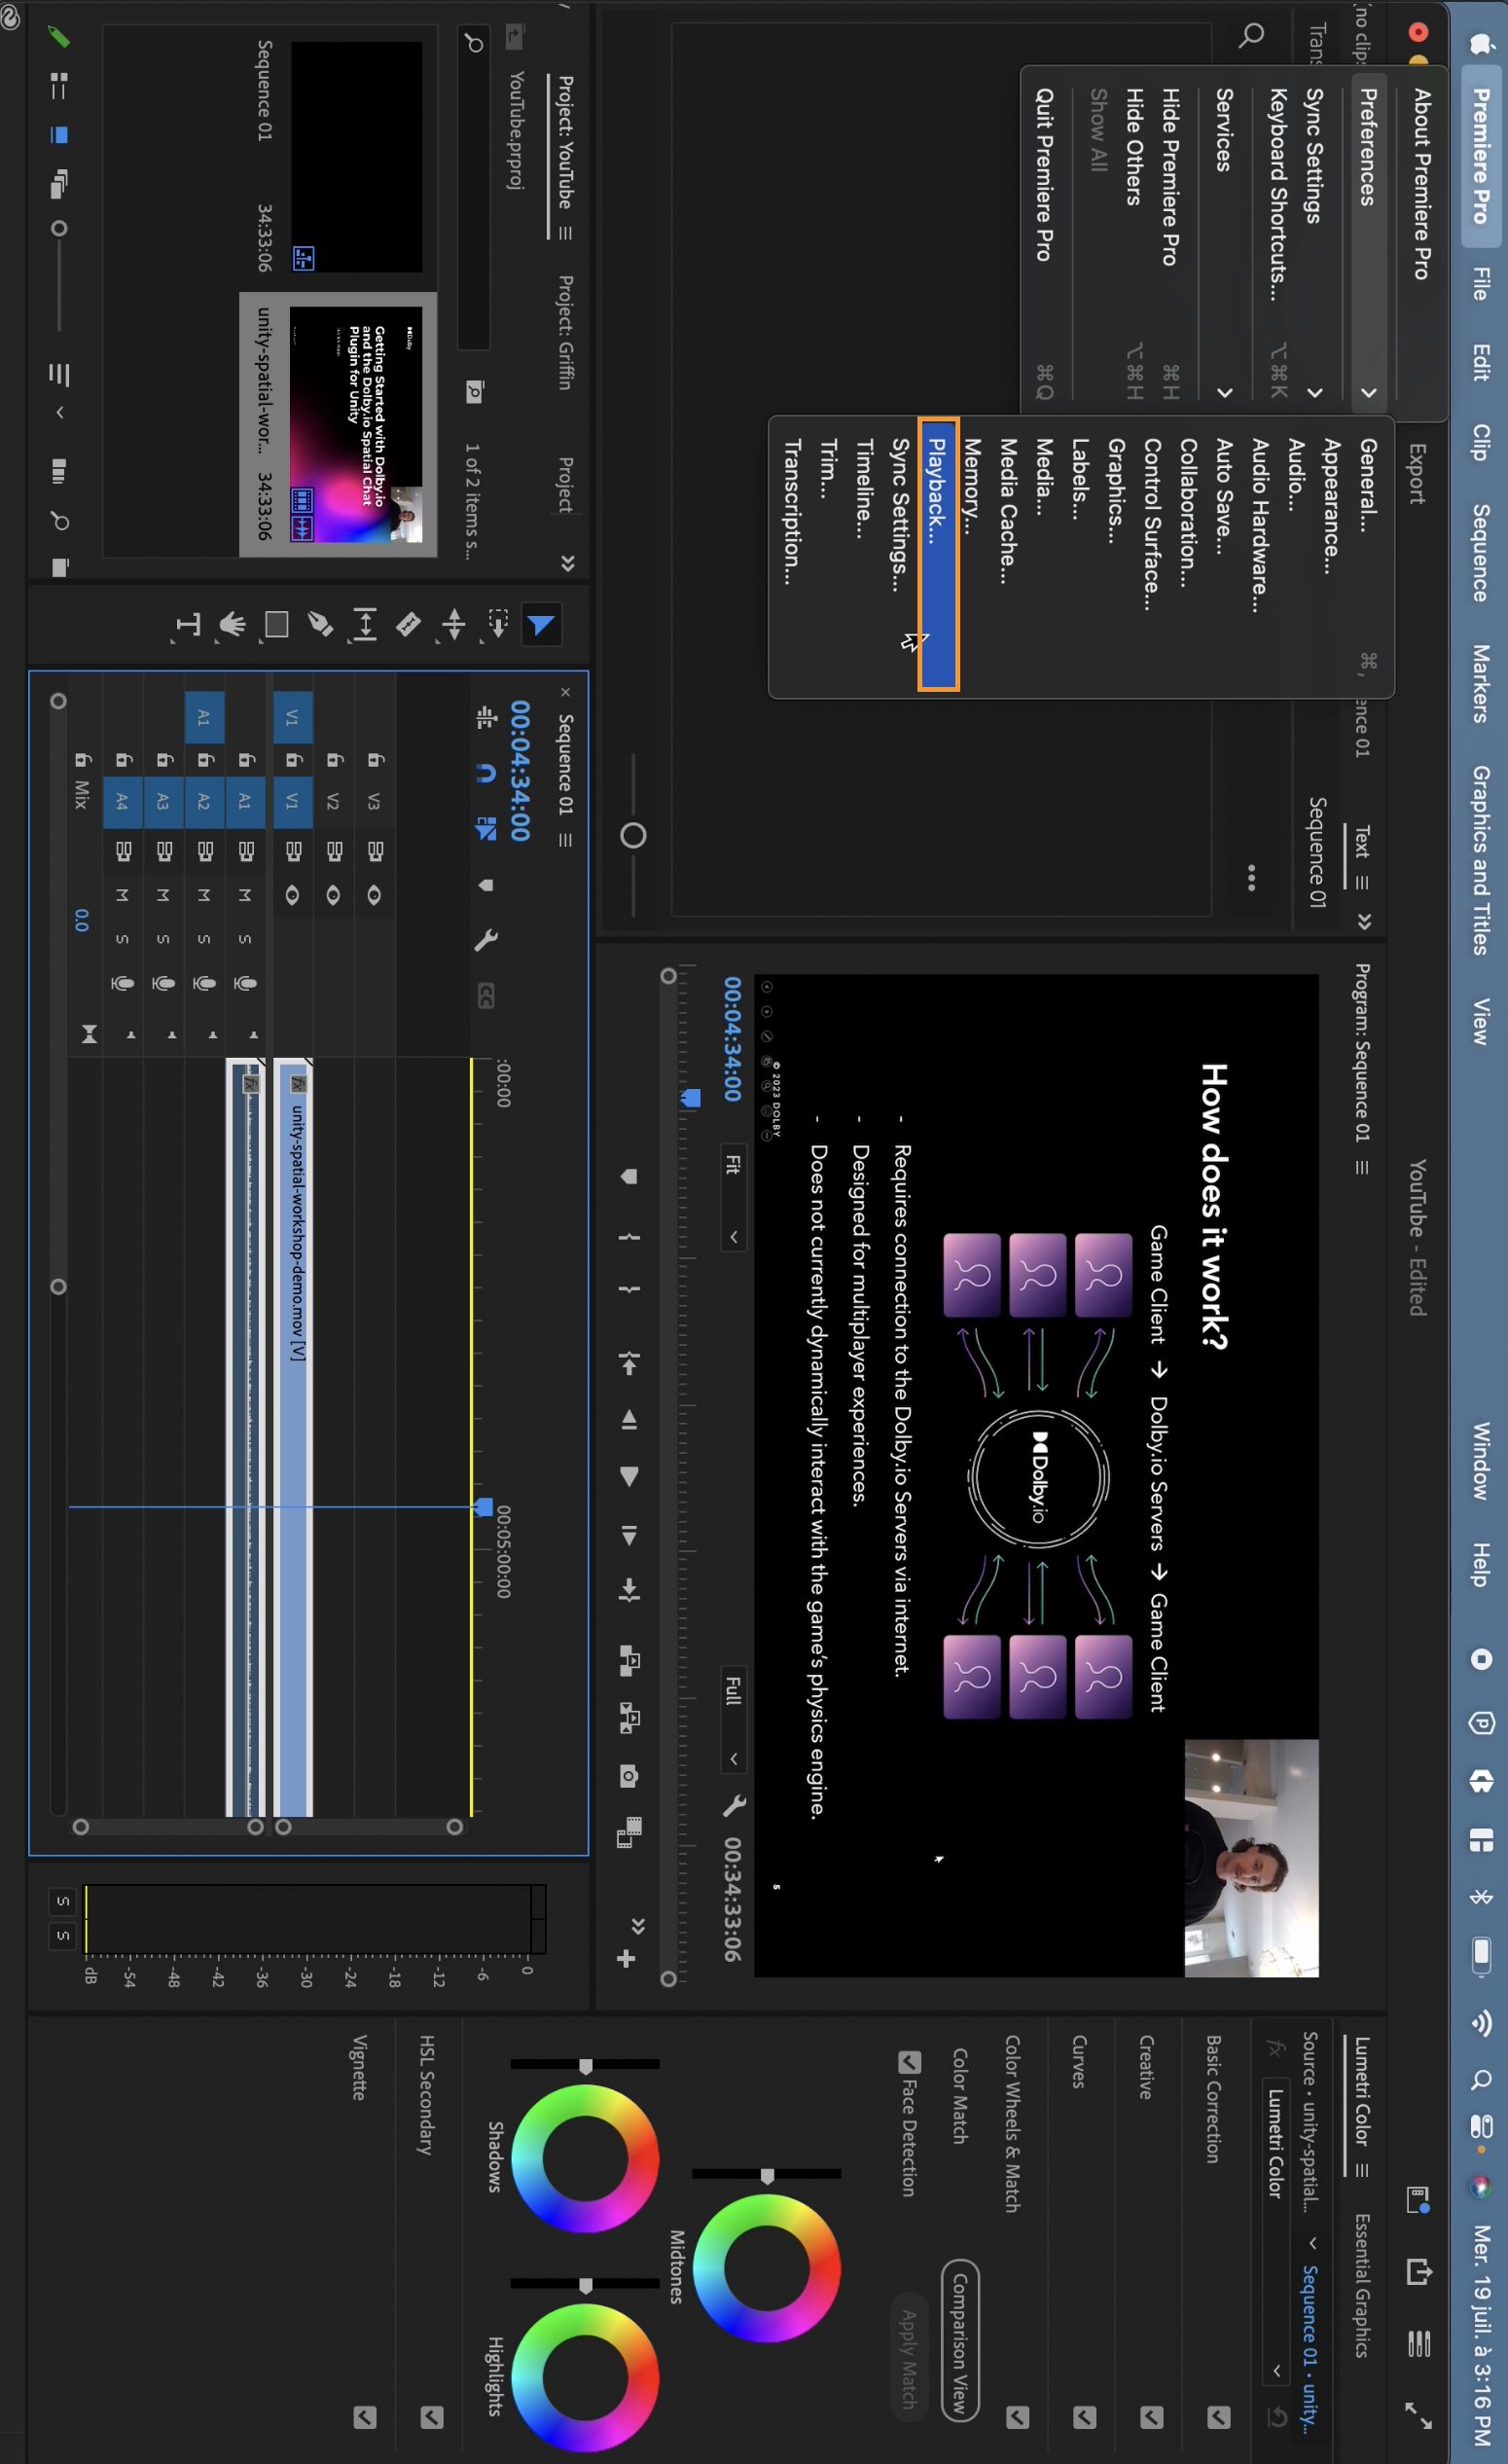 Premiere Pro File Edit Clip Sequence Markers Graphics and Titles View Window Help Mer. 19 juil. à 3:16 PM
Export
YouTube - Edited
About Premiere Pro
Preferences
Sync Settings
Keyboard Shortcuts... ⌥⌘K
Services
Hide Premiere Pro ⌘H
Hide Others ⌥⌘H
Show All
Quit Premiere Pro ⌘Q
General... ⌘,
Appearance...
Audio...
Audio Hardware...
Auto Save...
Collaboration...
Control Surface...
Graphics...
Labels...
Media...
Media Cache...
Memory...
Playback...
Sync Settings...
Timeline...
Trim...
Transcription...
(no clips
Trans
ence 01
Text
Sequence 01
Program: Sequence 01
How does it work?
Game Client → Dolby.io Servers → Game Client
Dolby.io
- Requires connection to the Dolby.io Servers via internet.
- Designed for multiplayer experiences.
- Does not currently dynamically interact with the game's physics engine.
© 2023 DOLBY
5
00:04:34:00 Fit Full 00:34:33:06
Lumetri Color Essential Graphics
Source • unity-spatial... Sequence 01 • unity...
fx Lumetri Color
Basic Correction
Creative
Curves
Color Wheels & Match
Color Match Comparison View
Face Detection Apply Match
Midtones
Shadows Highlights
HSL Secondary
Vignette
Project: YouTube Project: Griffin Project
YouTube.prproj
1 of 2 items s...
Dolby
Getting Started with Dolby.io
and the Dolby.io Spatial Chat
Plugin for Unity
Sequence 01 34:33:06
unity-spatial-wor... 34:33:06
T
× Sequence 01
00:04:34:00
CC
:00:00 00:05:00:00
V3
V2
V1 V1
fx unity-spatial-workshop-demo.mov [V]
A1 M S
fx
A1 A2 M S
A3 M S
A4 M S
Mix 0.0
0
-6
-12
-18
-24
-30
-36
-42
-48
-54
dB
S S